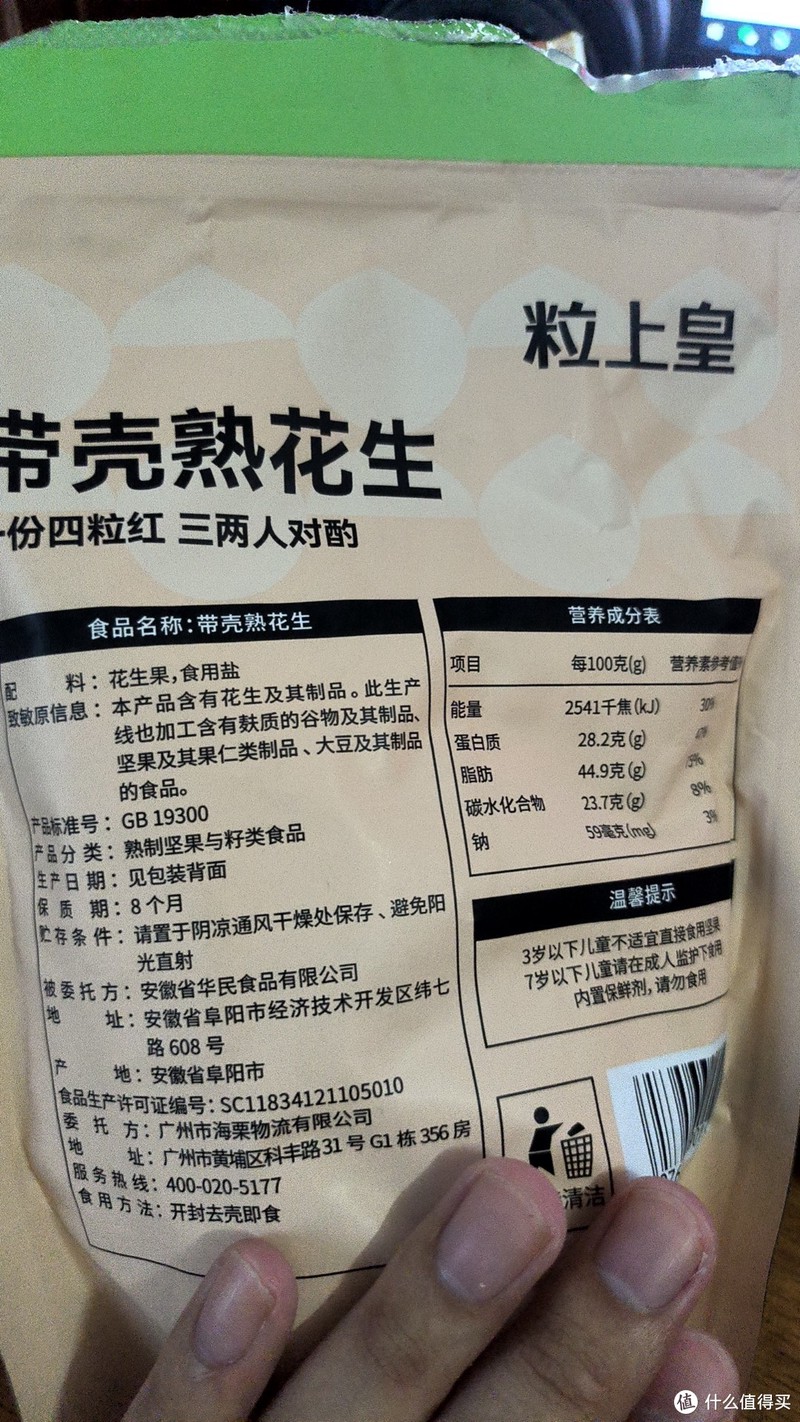 粒上皇
带壳熟花生
一份四粒红 三两人对酌
食品名称：带壳熟花生
配料：花生果，食用盐
致敏原信息：本产品含有花生及其制品。此生产
线也加工含有麸质的谷物及其制品、
坚果及其果仁类制品、大豆及其制品
的食品。
产品标准号：GB 19300
产品分类：熟制坚果与籽类食品
生产日期：见包装背面
保质期：8个月
贮存条件：请置于阴凉通风干燥处保存、避免阳
光直射
被委托方：安徽省华民食品有限公司
地址：安徽省阜阳市经济技术开发区纬七
路608号
产地：安徽省阜阳市
食品生产许可证编号：SC11834121105010
委托方：广州市海栗物流有限公司
地址：广州市黄埔区科丰路31号G1栋356房
服务热线：400-020-5177
食用方法：开封去壳即食
营养成分表
项目 每100克(g) 营养素参考值%
能量 2541千焦(kJ) 30%
蛋白质 28.2克(g)
脂肪 44.9克(g)
碳水化合物 23.7克(g) 8%
钠 59毫克(mg) 3%
温馨提示
3岁以下儿童不适宜直接食用坚果
7岁以下儿童请在成人监护下食用
内置保鲜剂，请勿食用
清洁
值 什么值得买